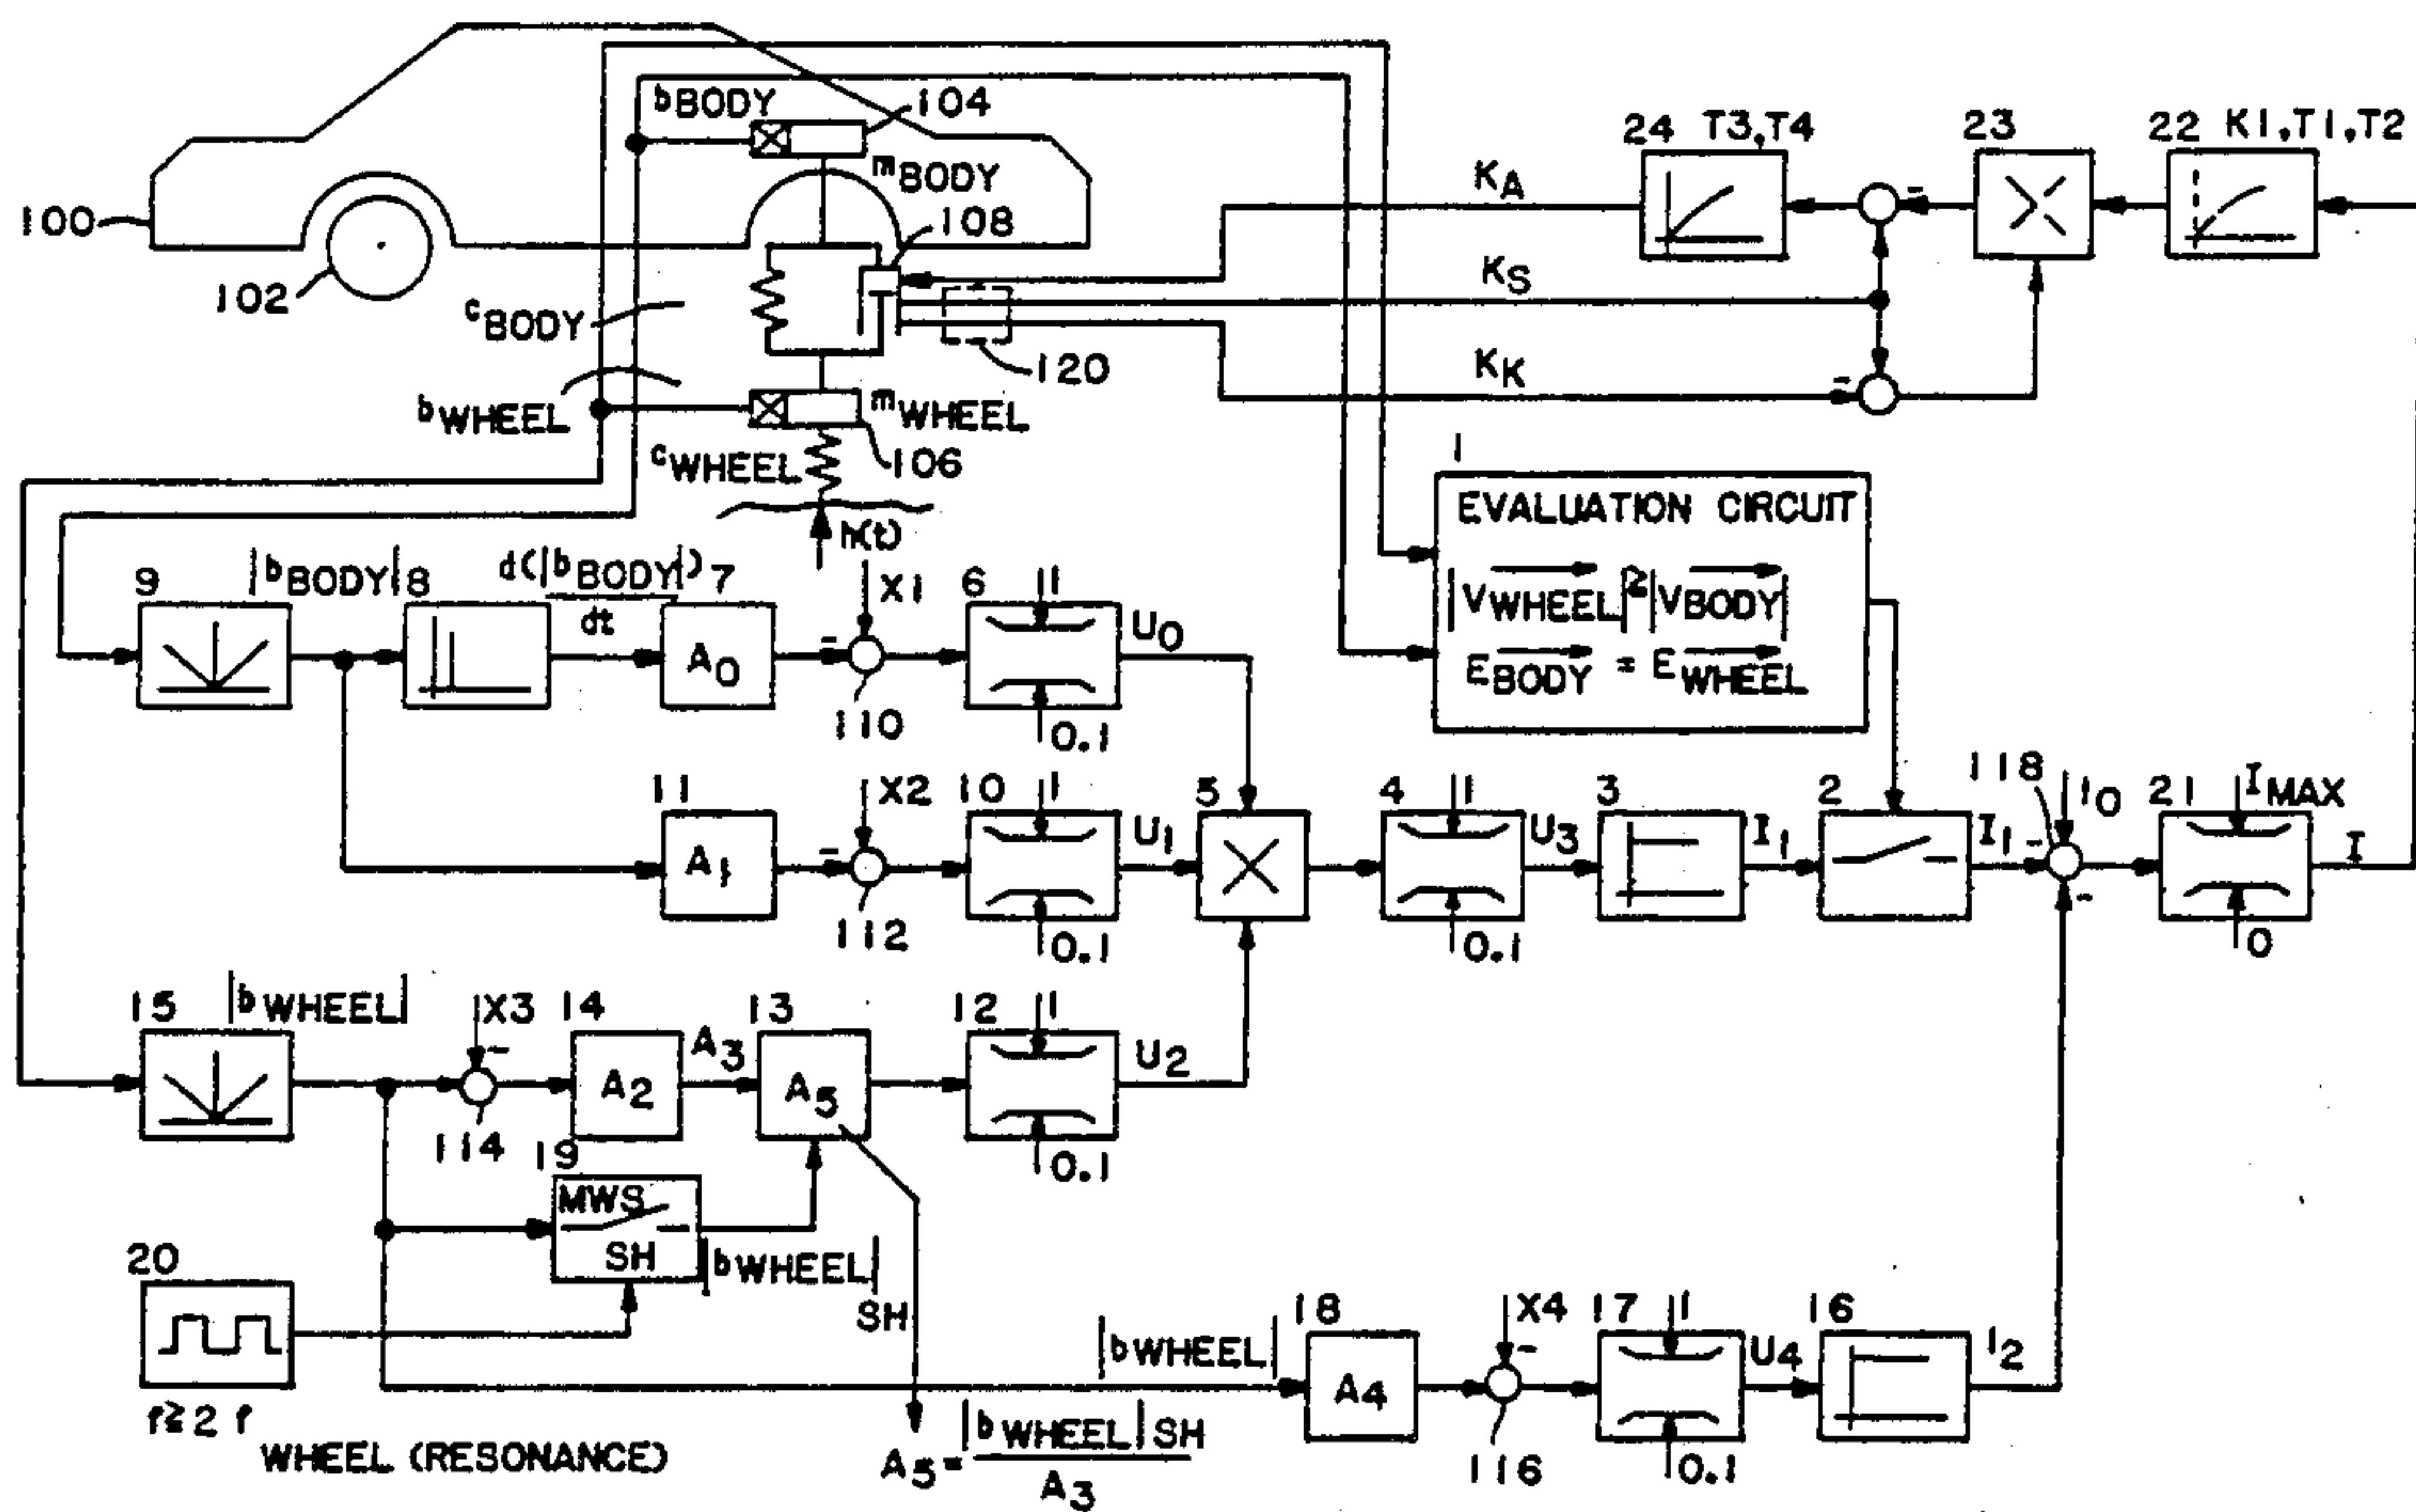 bBODY
104
24 T3,T4
23
22 K1,T1,T2
mBODY
KA
100
108
102
KS
cBODY
120
KK
bWHEEL
mWHEEL
cWHEEL
106
1
h(t)
EVALUATION CIRCUIT
|VWHEEL| ≥ |VBODY|
EBODY = EWHEEL
9
|bBODY|
8
d(|bBODY|)
dt
7
X1
6
1
U0
A0
110
0.1
11
X2
10
1
U1
5
4
1
U3
3
I1
2
I1
118
I0
21
IMAX
I
A1
112
0.1
0.1
0
15
|bWHEEL|
X3
14
A3
13
12
1
U2
A2
A5
114
0.1
19
MWS
SH
|bWHEEL|
SH
20
f≥2 f
WHEEL (RESONANCE)
|bWHEEL|
18
X4
17
1
U4
16
I2
A4
116
0.1
A5 = |bWHEEL|SH
A3